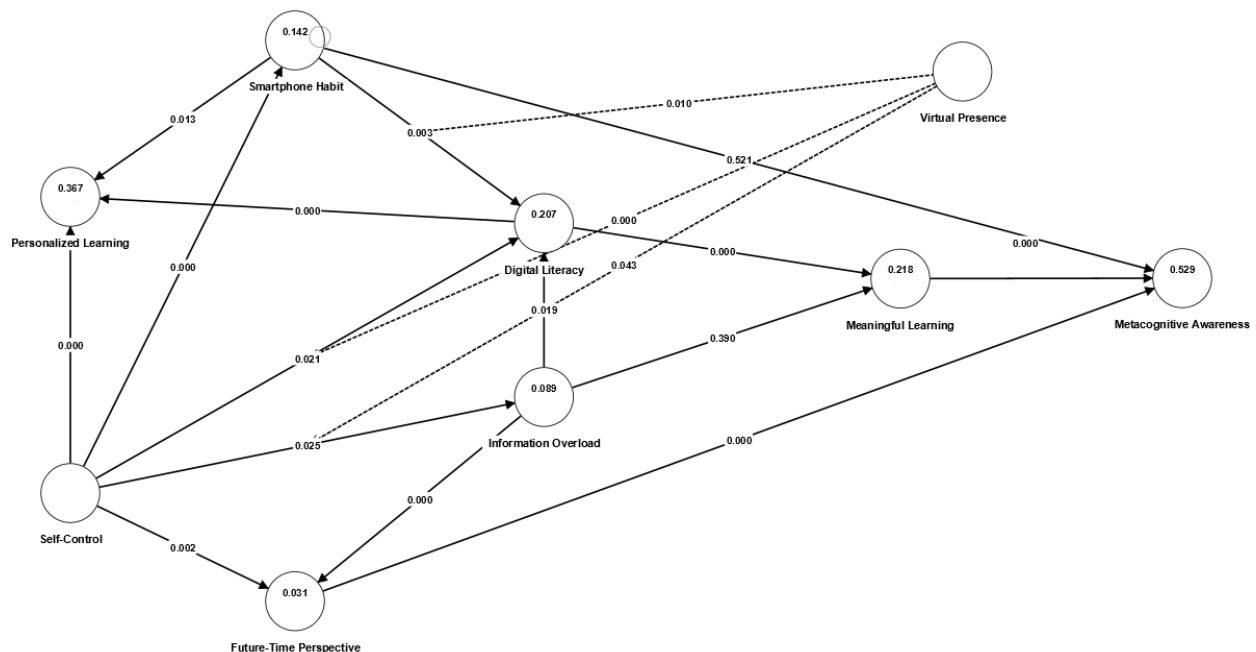 0.142
Smartphone Habit
Virtual Presence
0.010
0.013
0.003
0.521
0.367
Personalized Learning
0.000
0.207
Digital Literacy
0.000
0.000
0.000
0.043
0.000
0.218
Meaningful Learning
0.529
Metacognitive Awareness
0.000
0.019
0.000
0.021
0.390
0.089
Information Overload
0.025
0.000
0.000
Self-Control
0.002
0.031
Future-Time Perspective